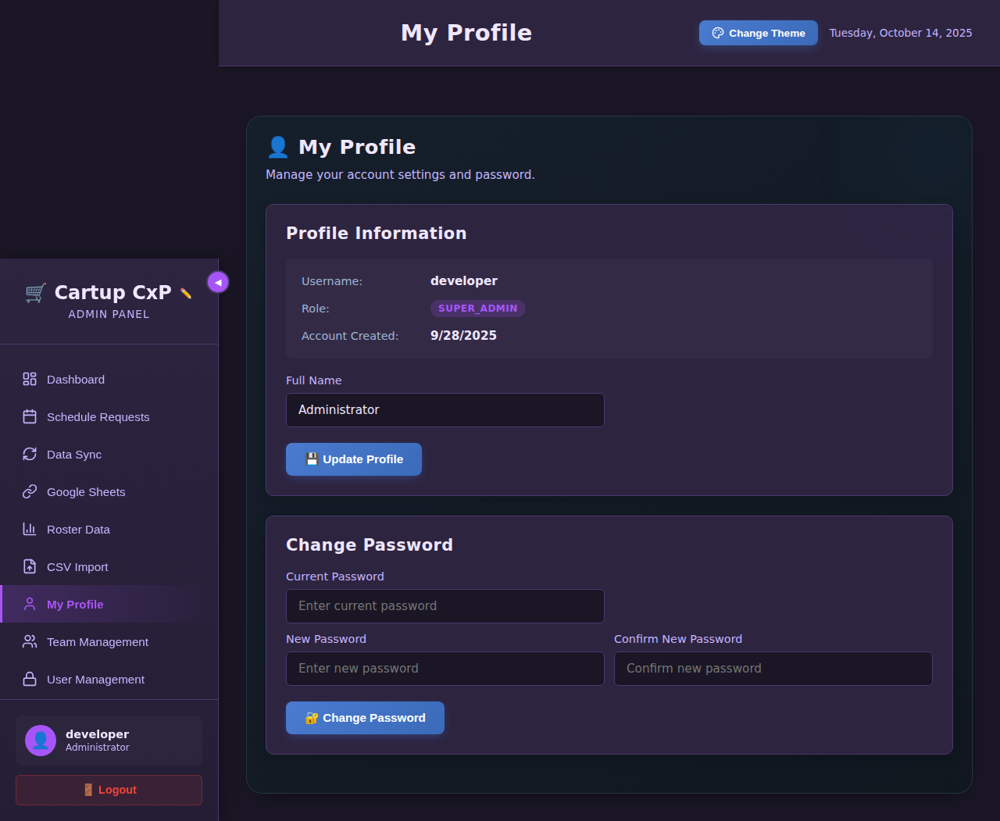 My Profile
Change Theme
Tuesday, October 14, 2025
🛒 Cartup CxP ✏️
ADMIN PANEL
◀
Dashboard
Schedule Requests
Data Sync
Google Sheets
Roster Data
CSV Import
My Profile
Team Management
User Management
👤 developer
Administrator
🚪 Logout
👤 My Profile
Manage your account settings and password.
Profile Information
Username: developer
Role: SUPER_ADMIN
Account Created: 9/28/2025
Full Name
Administrator
💾 Update Profile
Change Password
Current Password
Enter current password
New Password
Enter new password
Confirm New Password
Confirm new password
🔐 Change Password